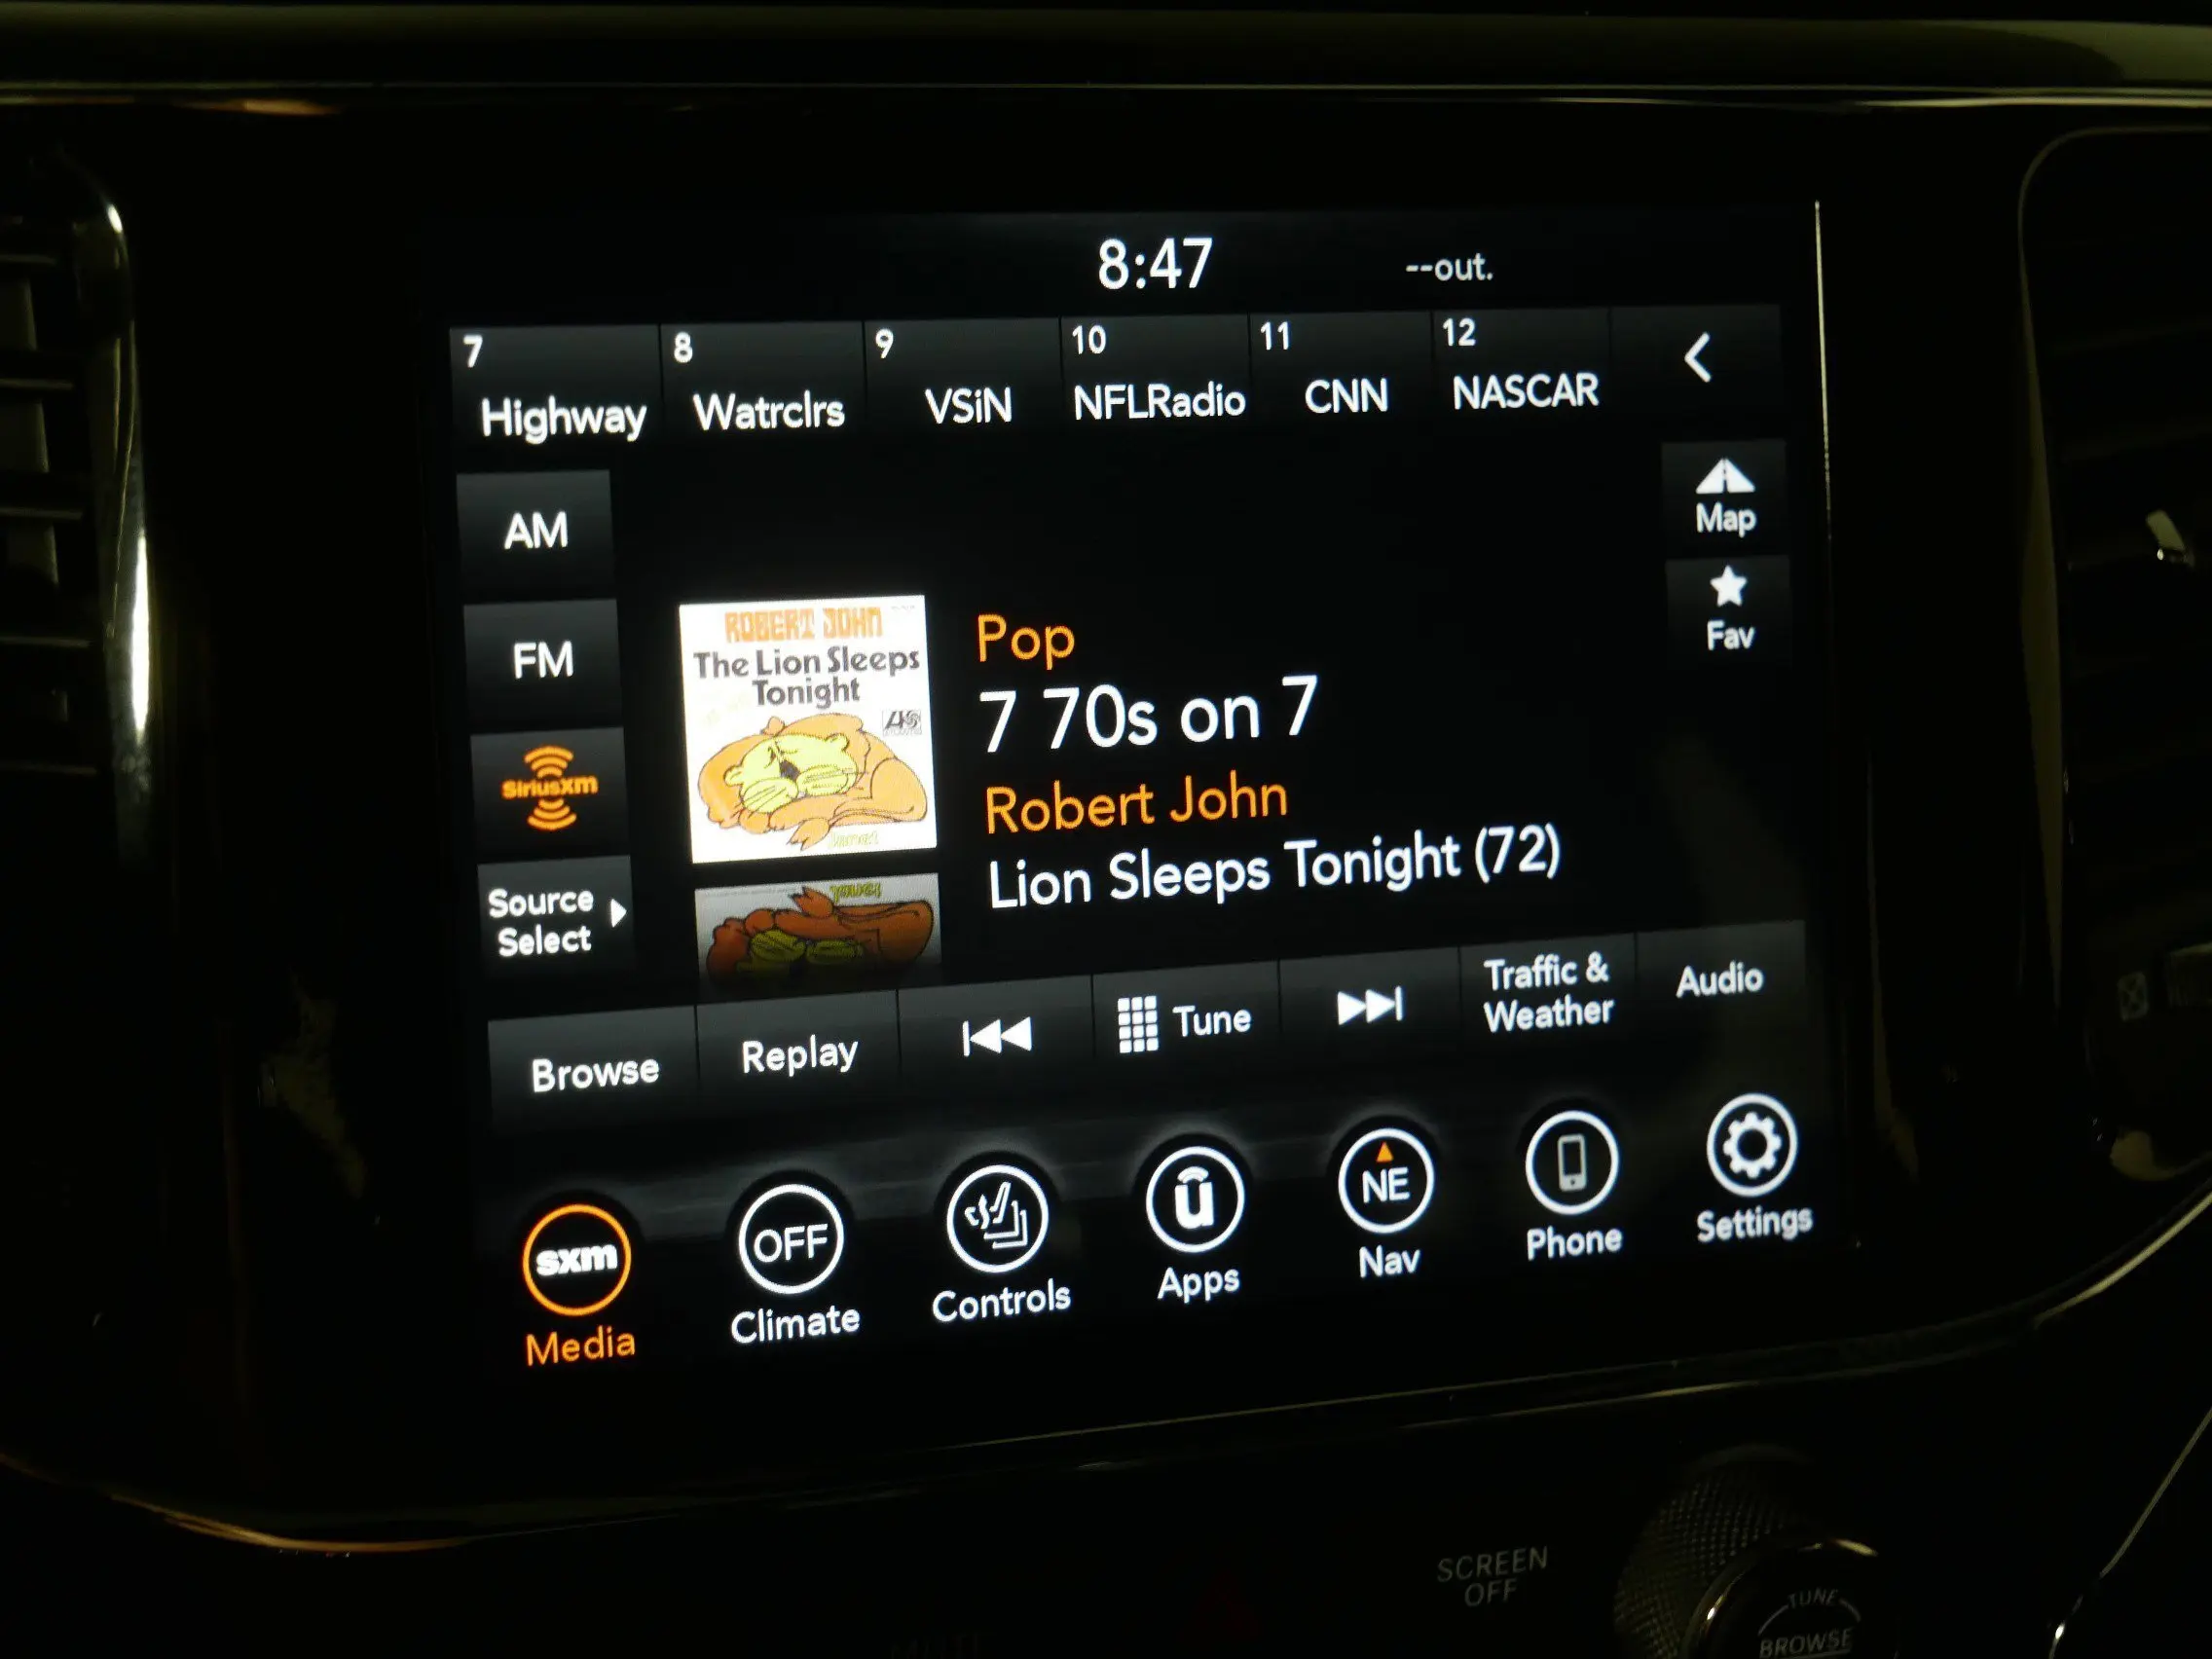 8:47
--out.
7
8
9
10
11
12
Highway
Watrclrs
VSiN
NFLRadio
CNN
NASCAR
AM
Map
FM
Fav
SiriusXM
Source
Select
ROBERT JOHN
The Lion Sleeps
Tonight
Pop
7 70s on 7
Robert John
Lion Sleeps Tonight (72)
Browse
Replay
Tune
Traffic &
Weather
Audio
sxm
OFF
NE
Media
Climate
Controls
Apps
Nav
Phone
Settings
SCREEN
OFF
TUNE
BROWSE